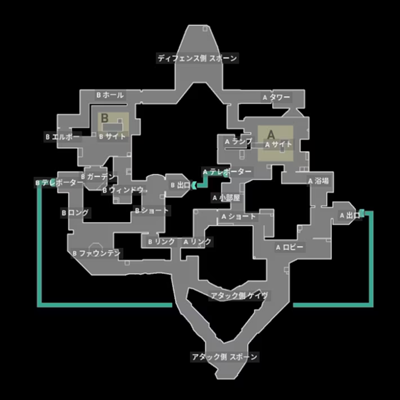 ディフェンス側 スポーン
B ホール
A タワー
B
A
B エルボー
B サイト
A ランプ
A サイト
B テレポーター
B ガーデン
B ウィンドウ
B 出口
A テレポーター
A 浴場
A 小部屋
B ロング
B ショート
A ショート
A 出口
B リンク
A リンク
A ロビー
B ファウンテン
アタック側 ケイヴ
アタック側 スポーン